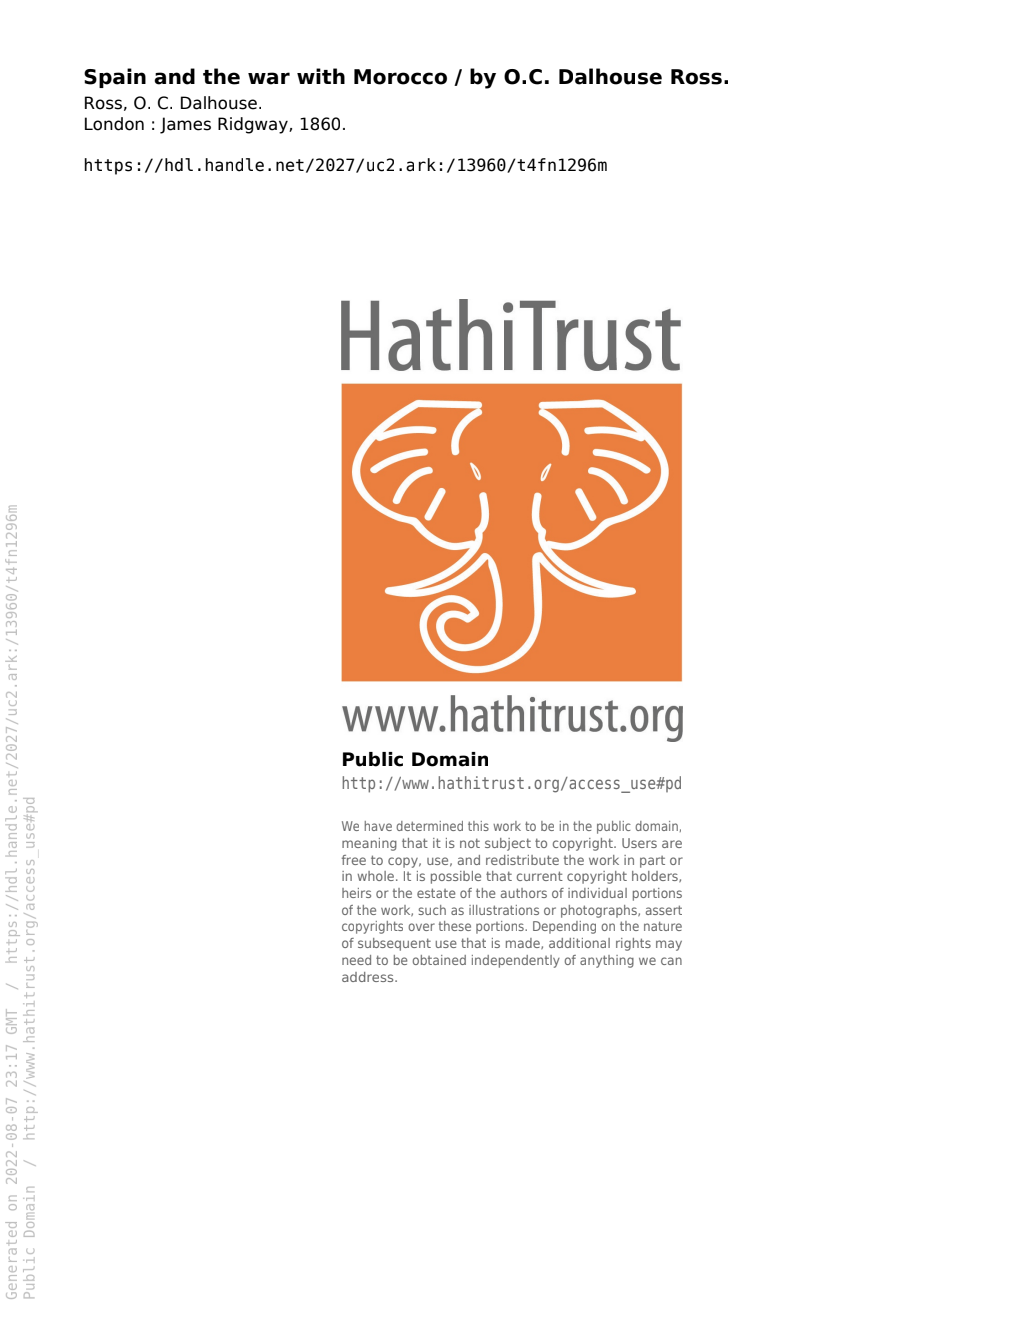 Spain and the war with Morocco / by O.C. Dalhouse Ross.
Ross, O. C. Dalhouse.
London : James Ridgway, 1860.
https://hdl.handle.net/2027/uc2.ark:/13960/t4fn1296m
HathiTrust
www.hathitrust.org
Public Domain
http://www.hathitrust.org/access_use#pd
We have determined this work to be in the public domain,
meaning that it is not subject to copyright. Users are
free to copy, use, and redistribute the work in part or
in whole. It is possible that current copyright holders,
heirs or the estate of the authors of individual portions
of the work, such as illustrations or photographs, assert
copyrights over these portions. Depending on the nature
of subsequent use that is made, additional rights may
need to be obtained independently of anything we can
address.
Generated on 2022-08-07 23:17 GMT / https://hdl.handle.net/2027/uc2.ark:/13960/t4fn1296m
Public Domain / http://www.hathitrust.org/access_use#pd